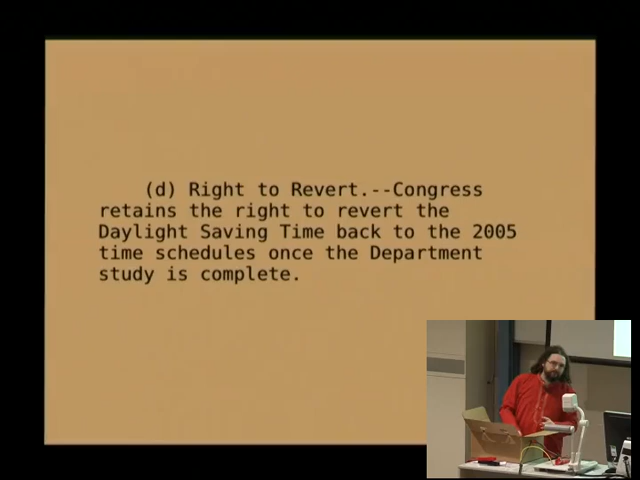 (d) Right to Revert.--Congress
retains the right to revert the
Daylight Saving Time back to the 2005
time schedules once the Department
study is complete.